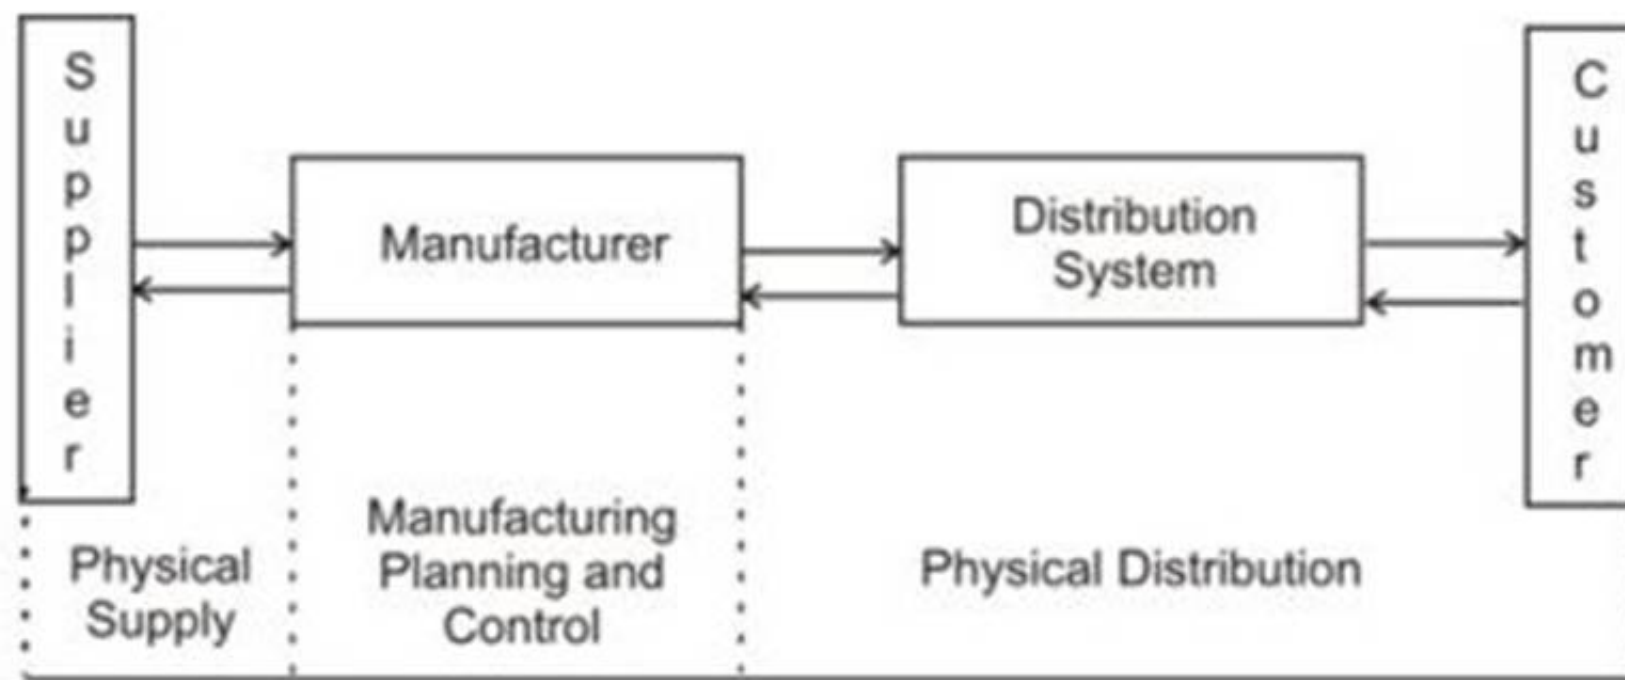 Supplier
Manufacturer
Distribution
System
Customer
Physical
Supply
Manufacturing
Planning and
Control
Physical Distribution